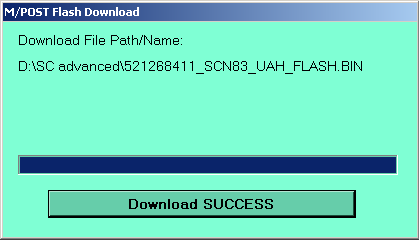 M/POST Flash Download
Download File Path/Name:
D:\SC advanced\521268411_SCN83_UAH_FLASH.BIN
Download SUCCESS